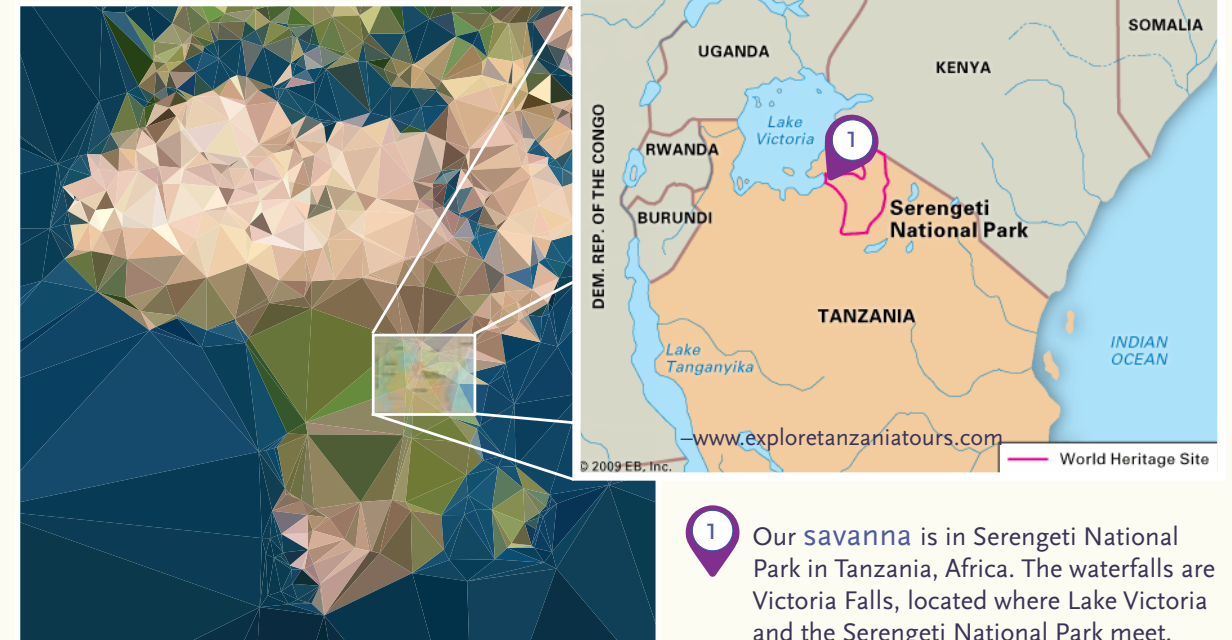 SOMALIA
UGANDA
KENYA
Lake
Victoria
1
RWANDA
DEM. REP. OF THE CONGO
BURUNDI
Serengeti
National Park
TANZANIA
INDIAN
OCEAN
Lake
Tanganyika
–www.exploretanzaniatours.com
© 2009 EB, Inc.
World Heritage Site
1
Our savanna is in Serengeti National
Park in Tanzania, Africa. The waterfalls are
Victoria Falls, located where Lake Victoria
and the Serengeti National Park meet.